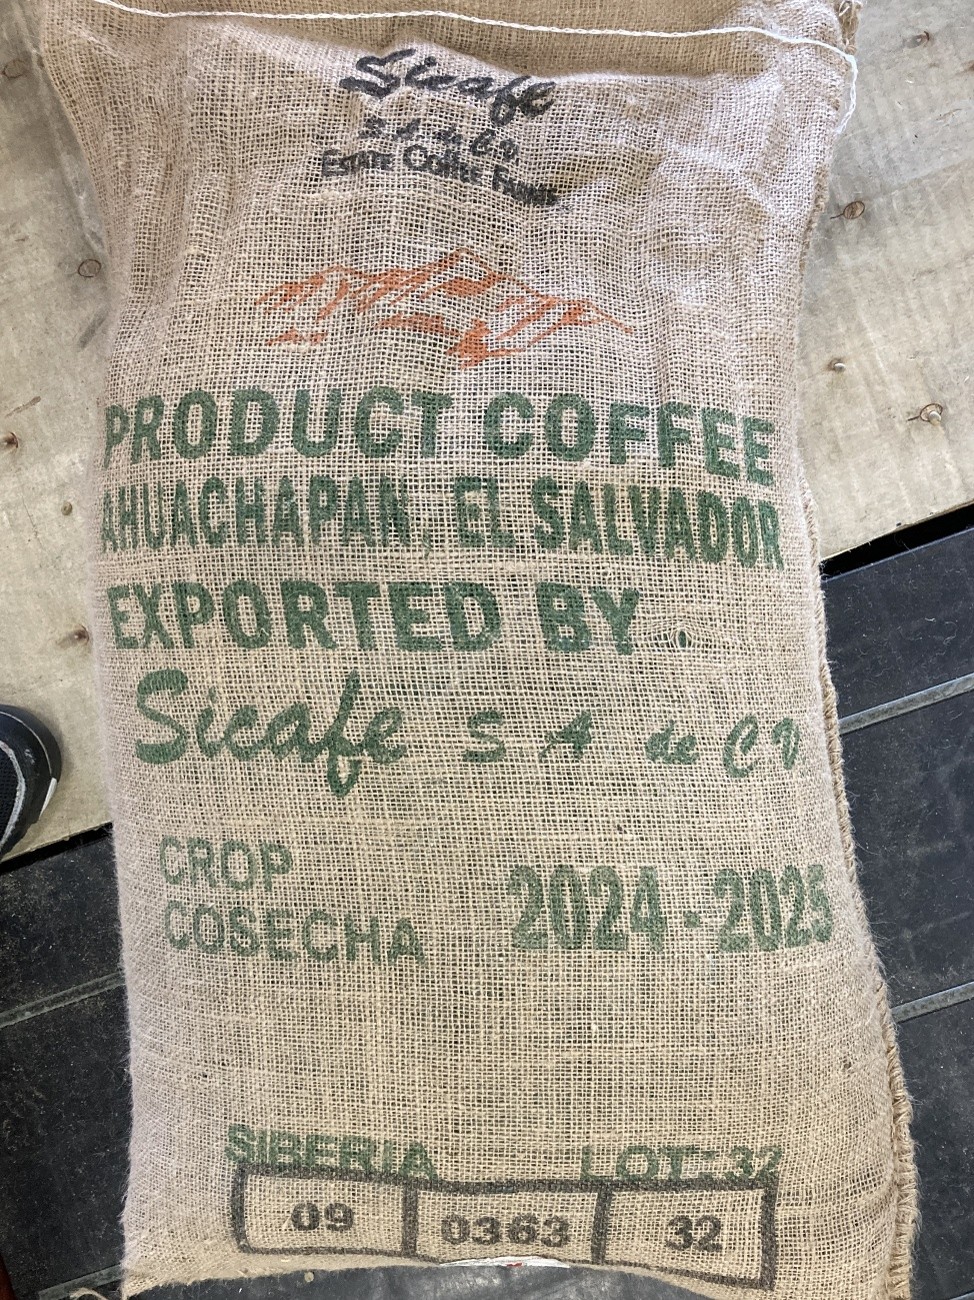 Sicafe
S.A. de C.V.
ESTATE COFFEE FARMS
PRODUCT COFFEE
AHUACHAPAN, EL SALVADOR
EXPORTED BY
Sicafe S A de C V
CROP
COSECHA 2024-2025
SIBERIA LOT:32
09 0363 32